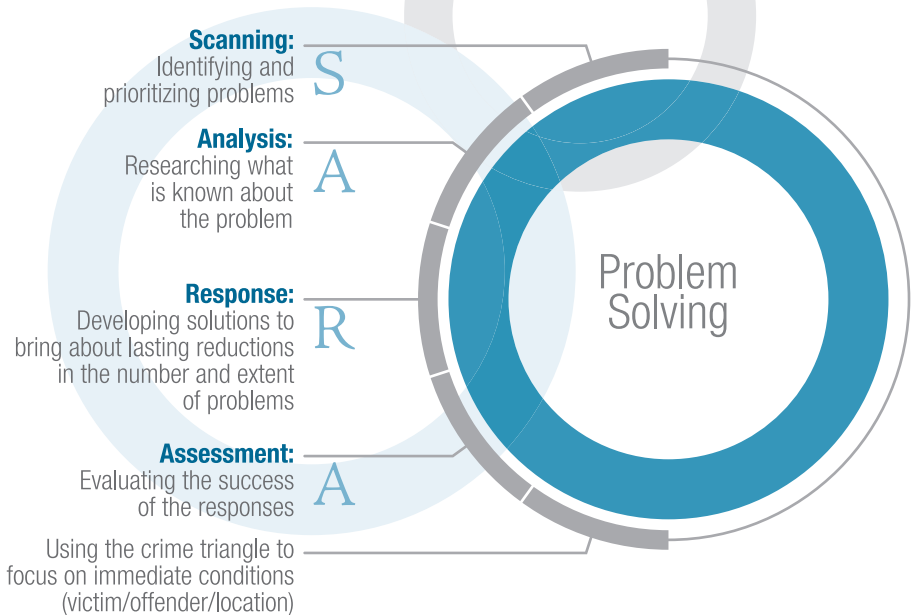 Scanning:
Identifying and
prioritizing problems
S
Analysis:
Researching what
is known about
the problem
A
Response:
Developing solutions to
bring about lasting reductions
in the number and extent
of problems
R
Assessment:
Evaluating the success
of the responses
A
Using the crime triangle to
focus on immediate conditions
(victim/offender/location)
Problem
Solving